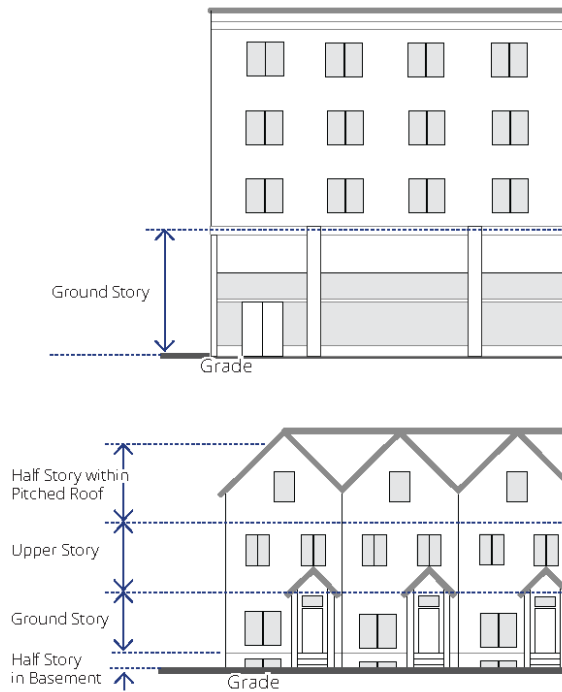 Ground Story
Grade
Half Story within
Pitched Roof
Upper Story
Ground Story
Half Story
in Basement
Grade